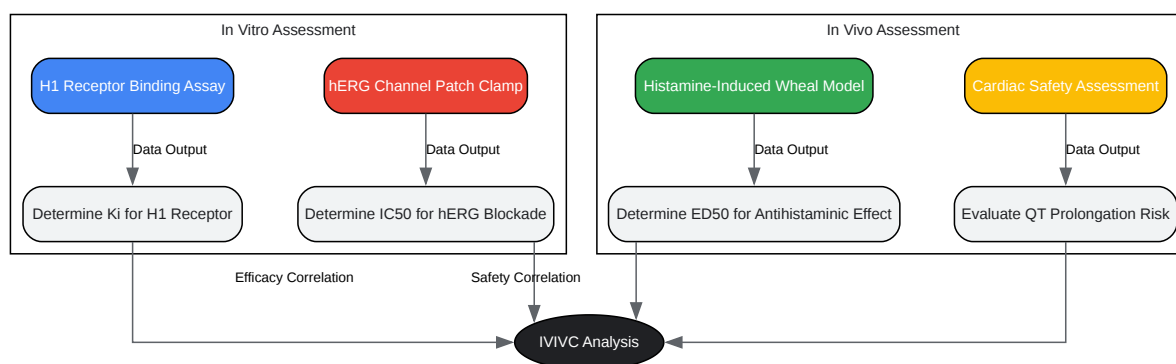 In Vitro Assessment
In Vivo Assessment
H1 Receptor Binding Assay
hERG Channel Patch Clamp
Histamine-Induced Wheal Model
Cardiac Safety Assessment
Data Output
Data Output
Data Output
Data Output
Determine Ki for H1 Receptor
Determine IC50 for hERG Blockade
Determine ED50 for Antihistaminic Effect
Evaluate QT Prolongation Risk
Efficacy Correlation
Safety Correlation
IVIVC Analysis